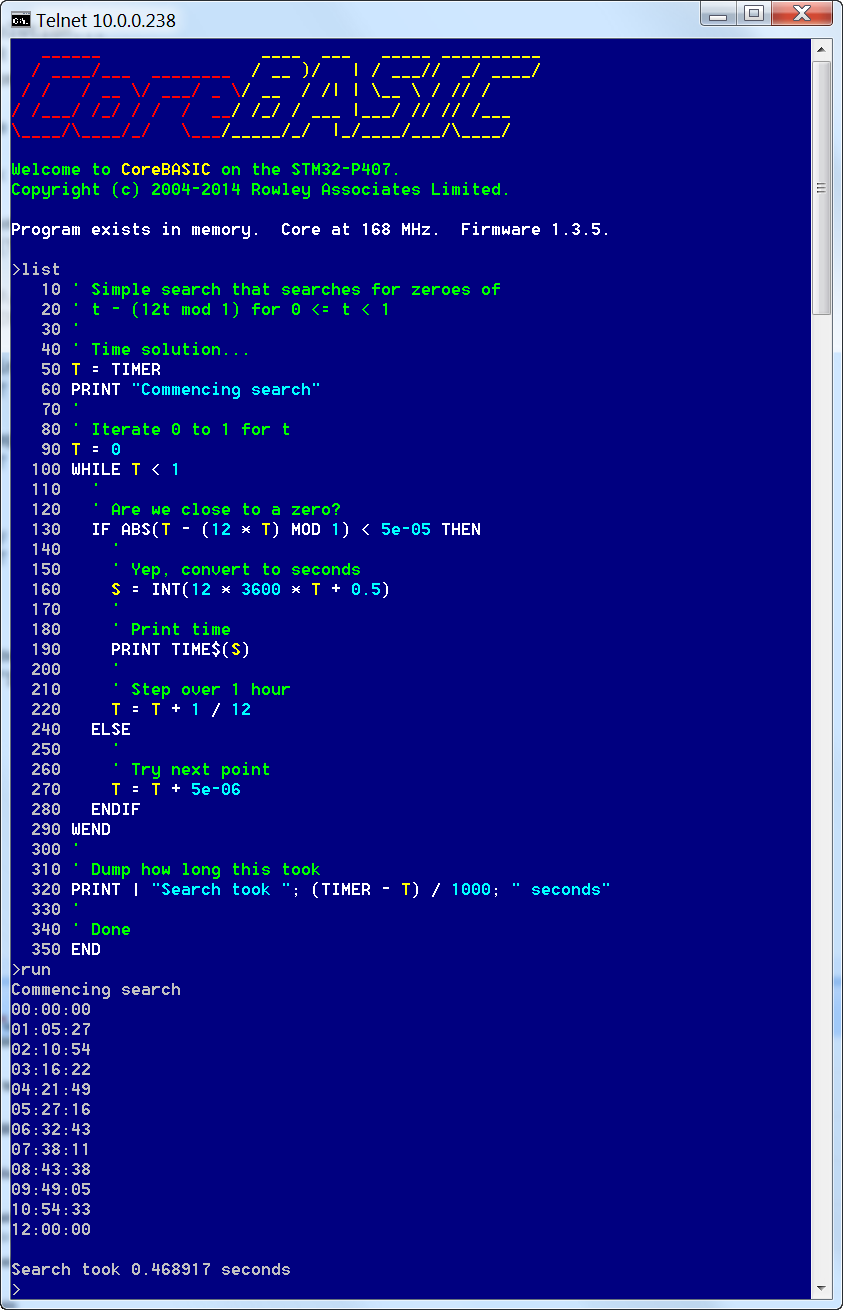 Telnet 10.0.0.238
CoreBASIC
Welcome to CoreBASIC on the STM32-P407.
Copyright (c) 2004-2014 Rowley Associates Limited.
Program exists in memory.  Core at 168 MHz.  Firmware 1.3.5.
>list
   10 ' Simple search that searches for zeroes of
   20 ' t - (12t mod 1) for 0 <= t < 1
   30 '
   40 ' Time solution...
   50 T = TIMER
   60 PRINT "Commencing search"
   70 '
   80 ' Iterate 0 to 1 for t
   90 T = 0
  100 WHILE T < 1
  110   '
  120   ' Are we close to a zero?
  130   IF ABS(T - (12 * T) MOD 1) < 5e-05 THEN
  140     '
  150     ' Yep, convert to seconds
  160     S = INT(12 * 3600 * T + 0.5)
  170     '
  180     ' Print time
  190     PRINT TIME$(S)
  200     '
  210     ' Step over 1 hour
  220     T = T + 1 / 12
  240   ELSE
  250     '
  260     ' Try next point
  270     T = T + 5e-06
  280   ENDIF
  290 WEND
  300 '
  310 ' Dump how long this took
  320 PRINT | "Search took "; (TIMER - T) / 1000; " seconds"
  330 '
  340 ' Done
  350 END
>run
Commencing search
00:00:00
01:05:27
02:10:54
03:16:22
04:21:49
05:27:16
06:32:43
07:38:11
08:43:38
09:49:05
10:54:33
12:00:00
Search took 0.468917 seconds
>